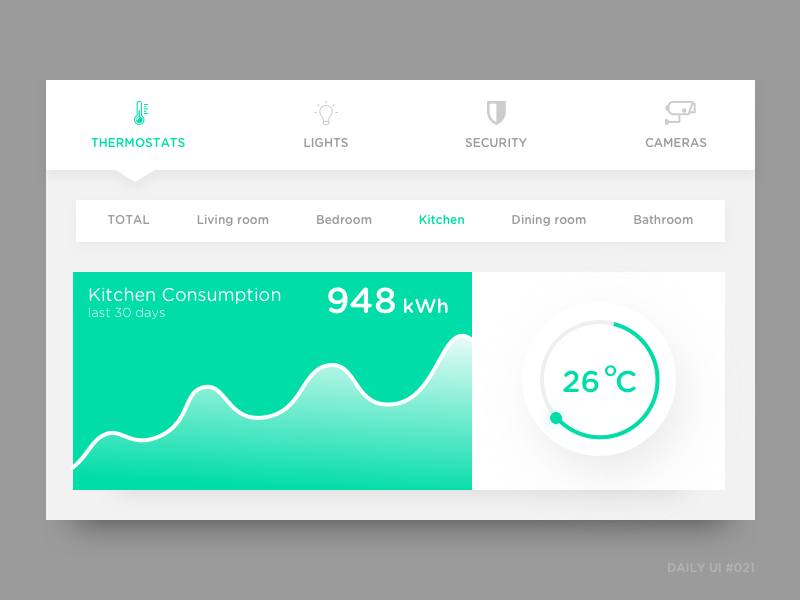 THERMOSTATS LIGHTS SECURITY CAMERAS
TOTAL Living room Bedroom Kitchen Dining room Bathroom
Kitchen Consumption 948 kWh
last 30 days
26 °C
DAILY UI #021